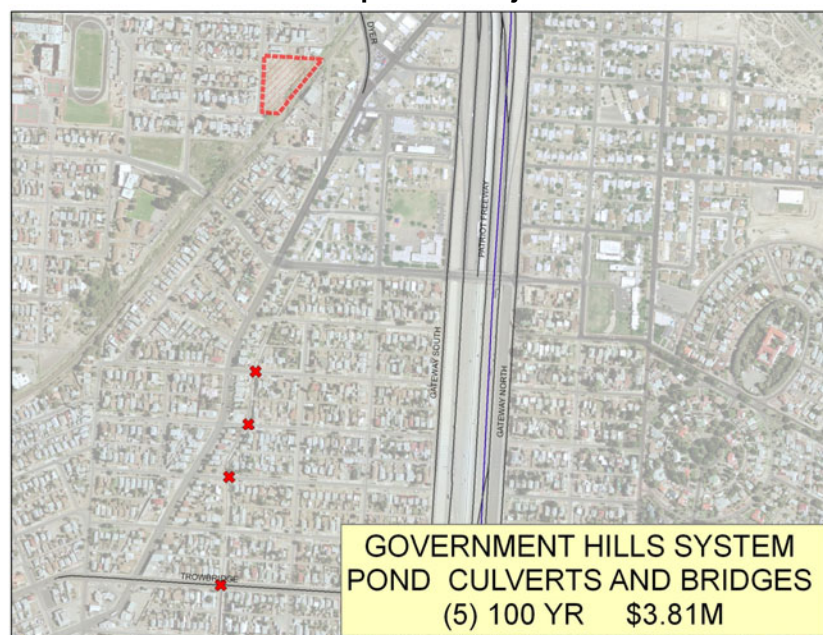 DYER
PATRIOT FREEWAY
GATEWAY SOUTH
GATEWAY NORTH
TROWBRIDGE
GOVERNMENT HILLS SYSTEM
POND CULVERTS AND BRIDGES
(5) 100 YR $3.81M